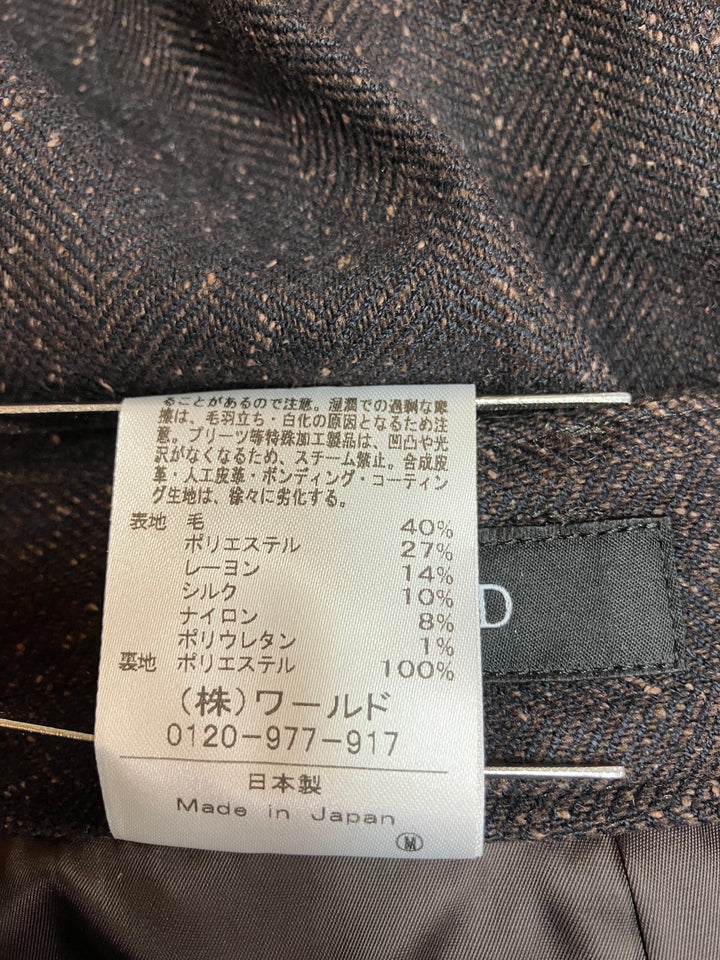 ることがあるので注意。湿潤での過剰な摩
擦は、毛羽立ち・白化の原因となるため注
意。プリーツ等特殊加工製品は、凹凸や光
沢がなくなるため、スチーム禁止。合成皮
革・人工皮革・ボンディング・コーティン
グ生地は、徐々に劣化する。
表地 毛 40%
ポリエステル 27%
レーヨン 14%
シルク 10%
ナイロン 8%
ポリウレタン 1%
裏地 ポリエステル 100%
(株)ワールド
0120-977-917
日本製
Made in Japan
M
D